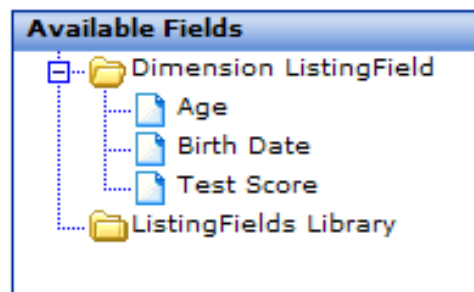 Available Fields
Dimension ListingField
Age
Birth Date
Test Score
ListingFields Library